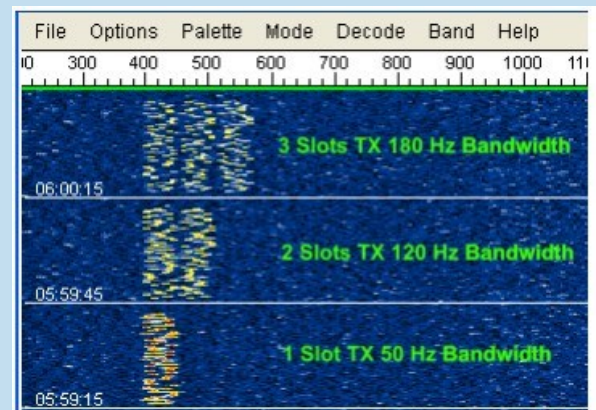 File Options Palette Mode Decode Band Help
300 400 500 600 700 800 900 1000
3 Slots TX 180 Hz Bandwidth
06:00:15
2 Slots TX 120 Hz Bandwidth
05:59:45
1 Slot TX 50 Hz Bandwidth
05:59:15